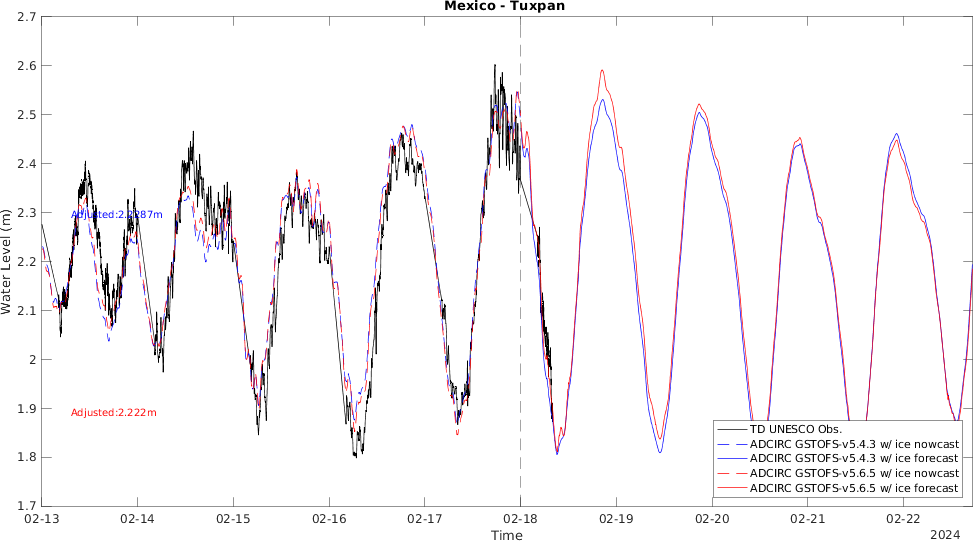 Mexico - Tuxpan
2.7
2.6
2.5
2.4
2.3
2.2
2.1
2
1.9
1.8
1.7
Water Level (m)
Adjusted:2.2287m
Adjusted:2.222m
TD UNESCO Obs.
ADCIRC GSTOFS-v5.4.3 w/ ice nowcast
ADCIRC GSTOFS-v5.4.3 w/ ice forecast
ADCIRC GSTOFS-v5.6.5 w/ ice nowcast
ADCIRC GSTOFS-v5.6.5 w/ ice forecast
02-13 02-14 02-15 02-16 02-17 02-18 02-19 02-20 02-21 02-22
Time
2024